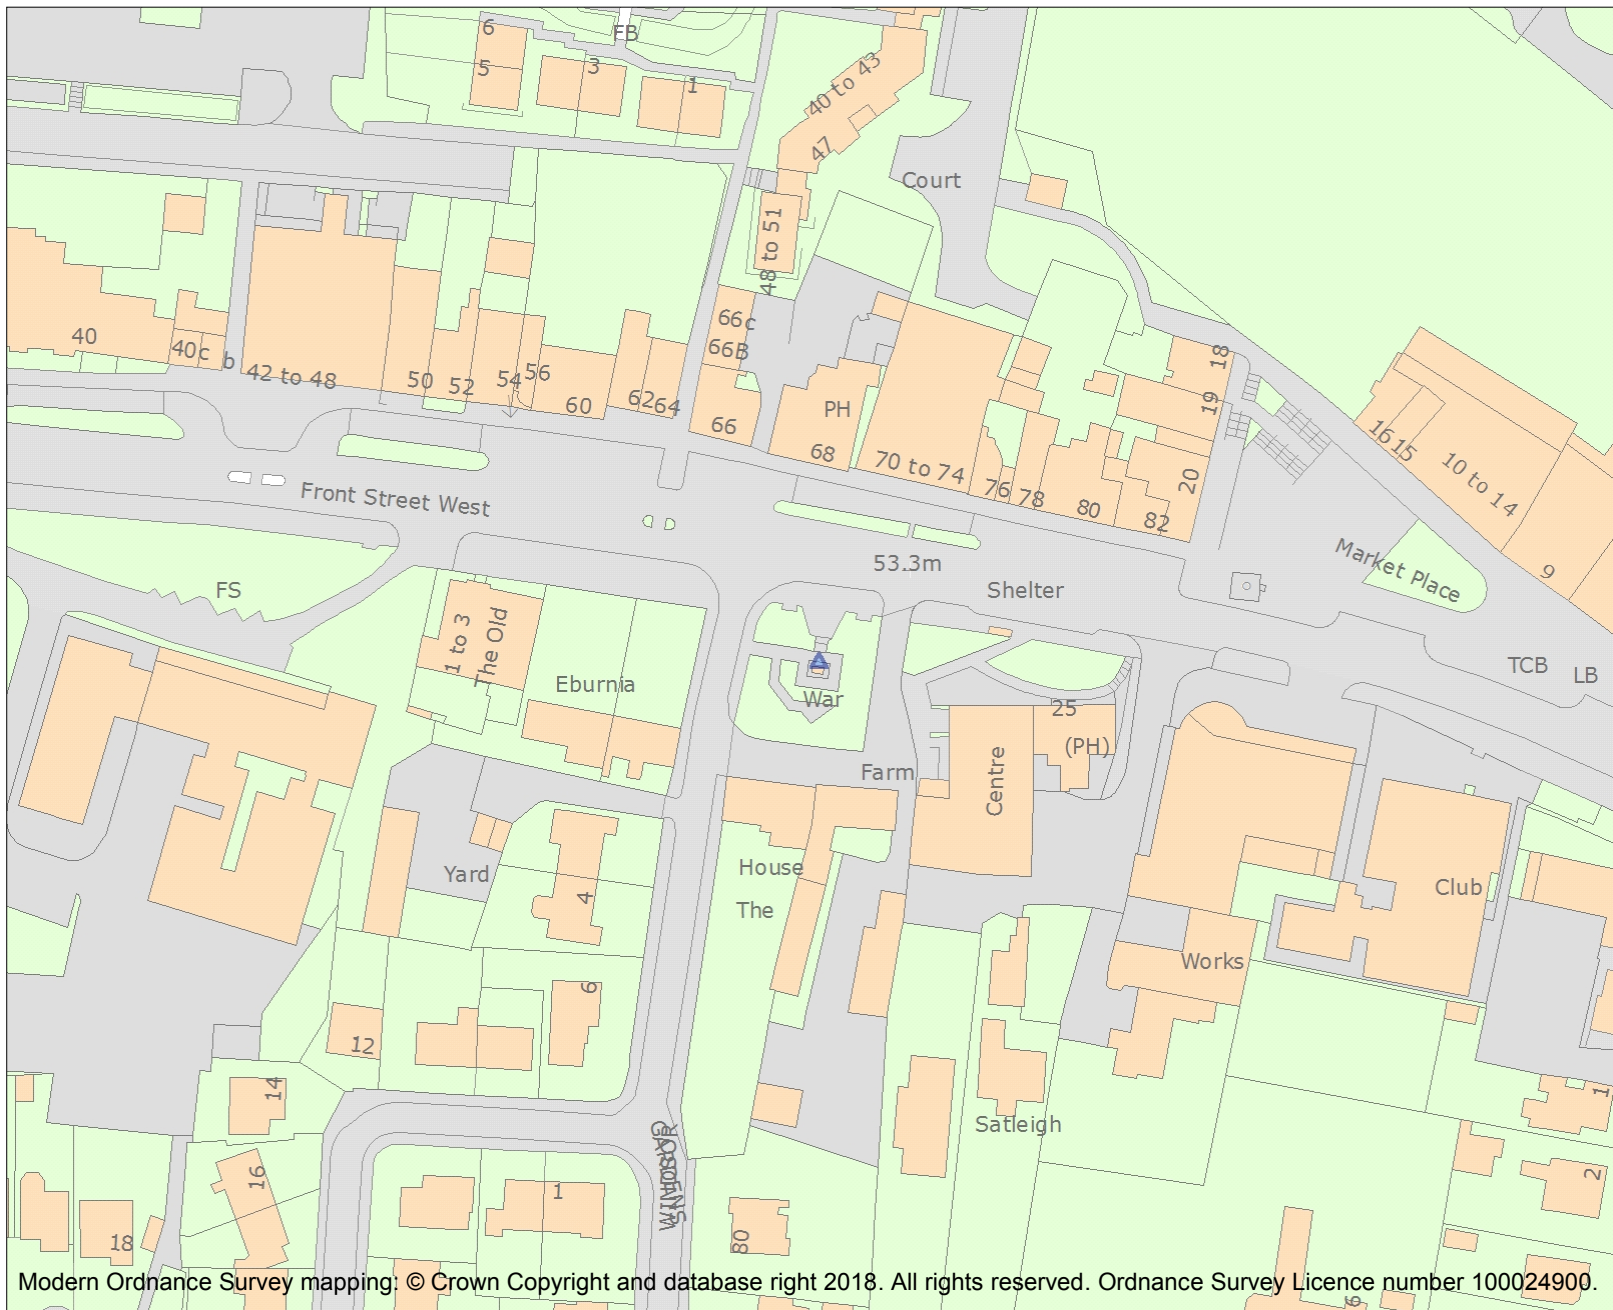 6
FB
5
3
1
40 to 43
47
Court
48 to 51
40
40c
b
42 to 48
50
52
54
56
60
62
64
66c
66B
66
PH
68
70 to 74
76
78
80
82
18
19
20
16
15
10 to 14
9
Front Street West
53.3m
Shelter
Market Place
FS
1 to 3
The Old
Eburnia
War
TCB
LB
25
(PH)
Farm
Centre
House
The
Yard
4
Club
Works
6
12
14
Satleigh
1
2
WINDSOR
GARDENS
16
18
1
80
6
Modern Ordnance Survey mapping: © Crown Copyright and database right 2018. All rights reserved. Ordnance Survey Licence number 100024900.